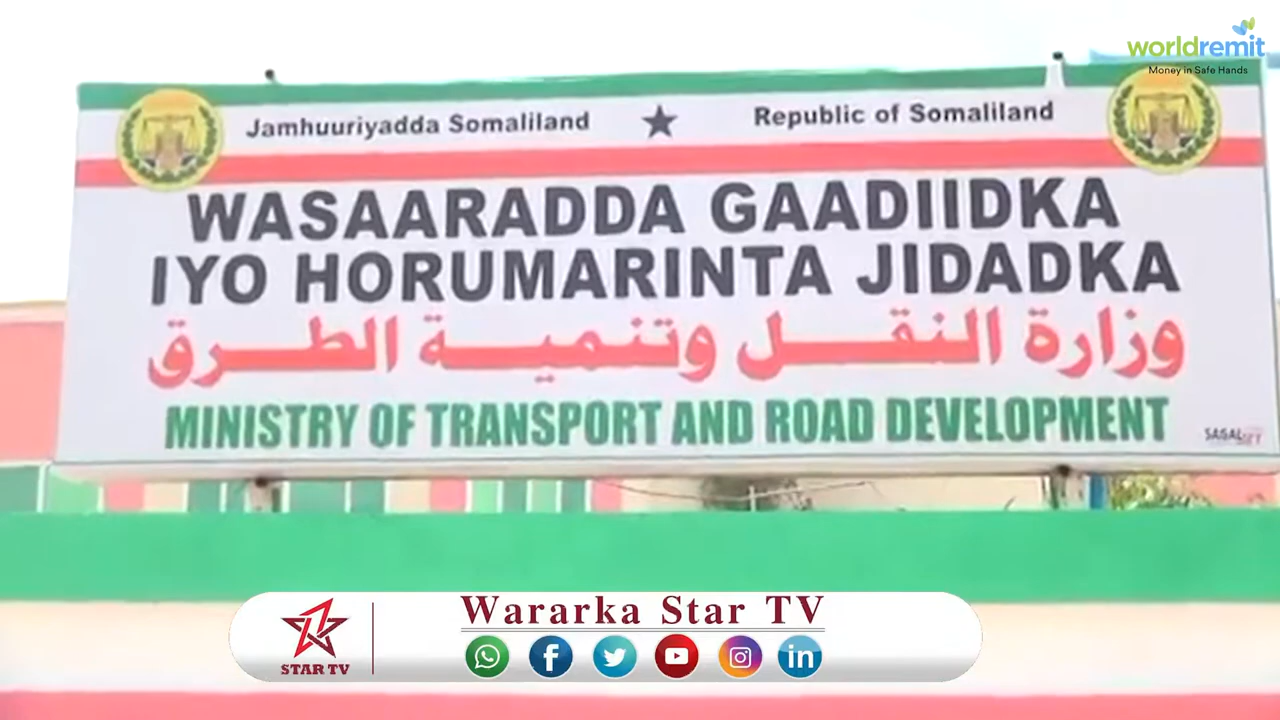 worldremit
Money in Safe Hands
Jamhuuriyadda Somaliland
Republic of Somaliland
WASAARADDA GAADIIDKA
IYO HORUMARINTA JIDADKA
وزارة النقل وتنمية الطرق
MINISTRY OF TRANSPORT AND ROAD DEVELOPMENT
SAGAL
Wararka Star TV
STAR TV